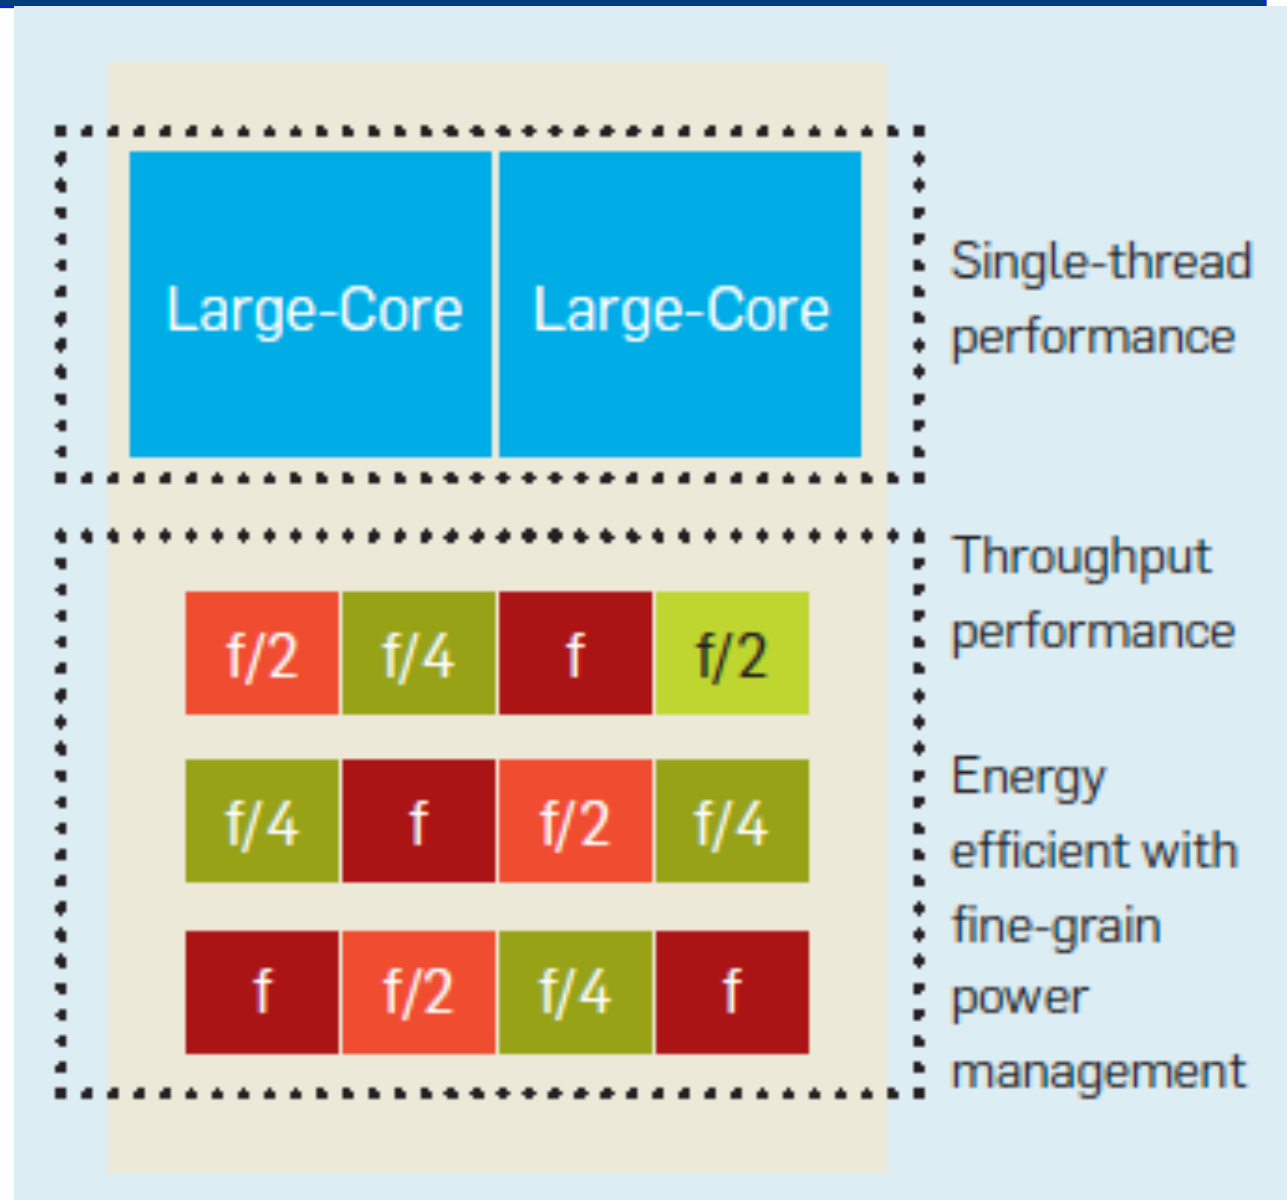 Large-Core Large-Core
Single-thread
performance
Throughput
performance
f/2 f/4 f f/2
Energy
efficient with
fine-grain
power
management
f/4 f f/2 f/4
f f/2 f/4 f